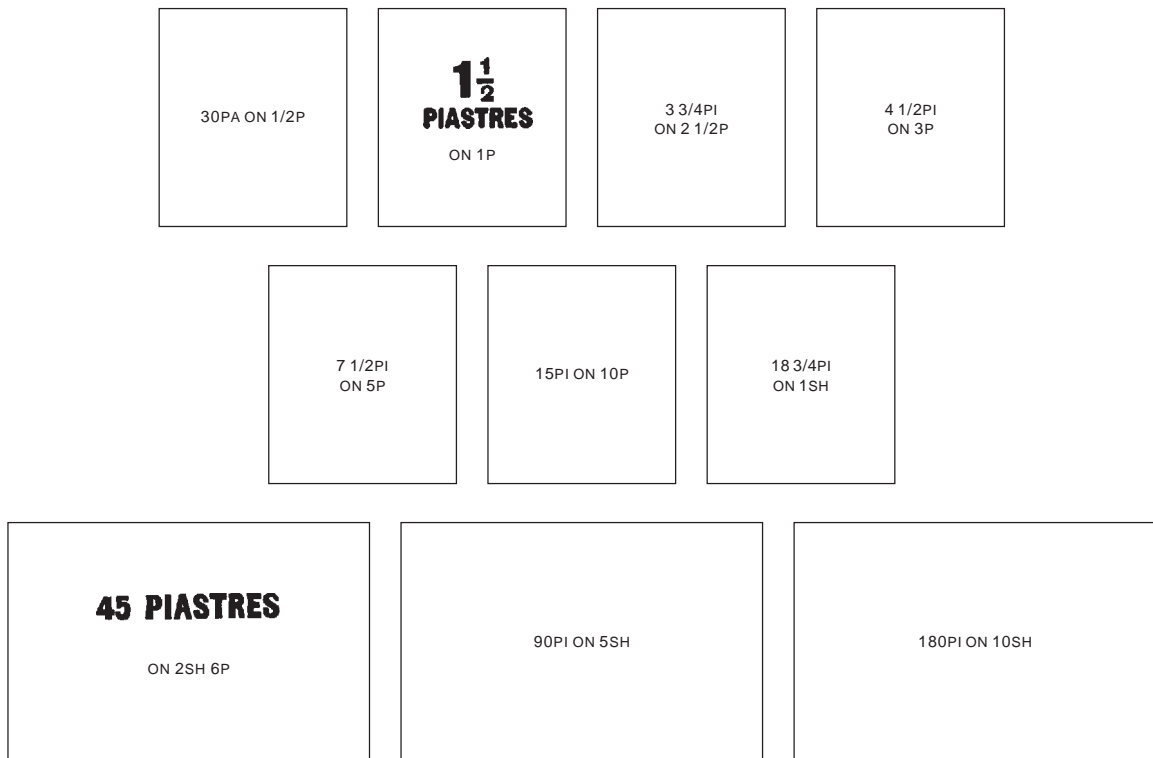 30PA ON 1/2P
1 1/2
PIASTRES
ON 1P
3 3/4PI
ON 2 1/2P
4 1/2PI
ON 3P
7 1/2PI
ON 5P
15PI ON 10P
18 3/4PI
ON 1SH
45 PIASTRES
ON 2SH 6P
90PI ON 5SH
180PI ON 10SH